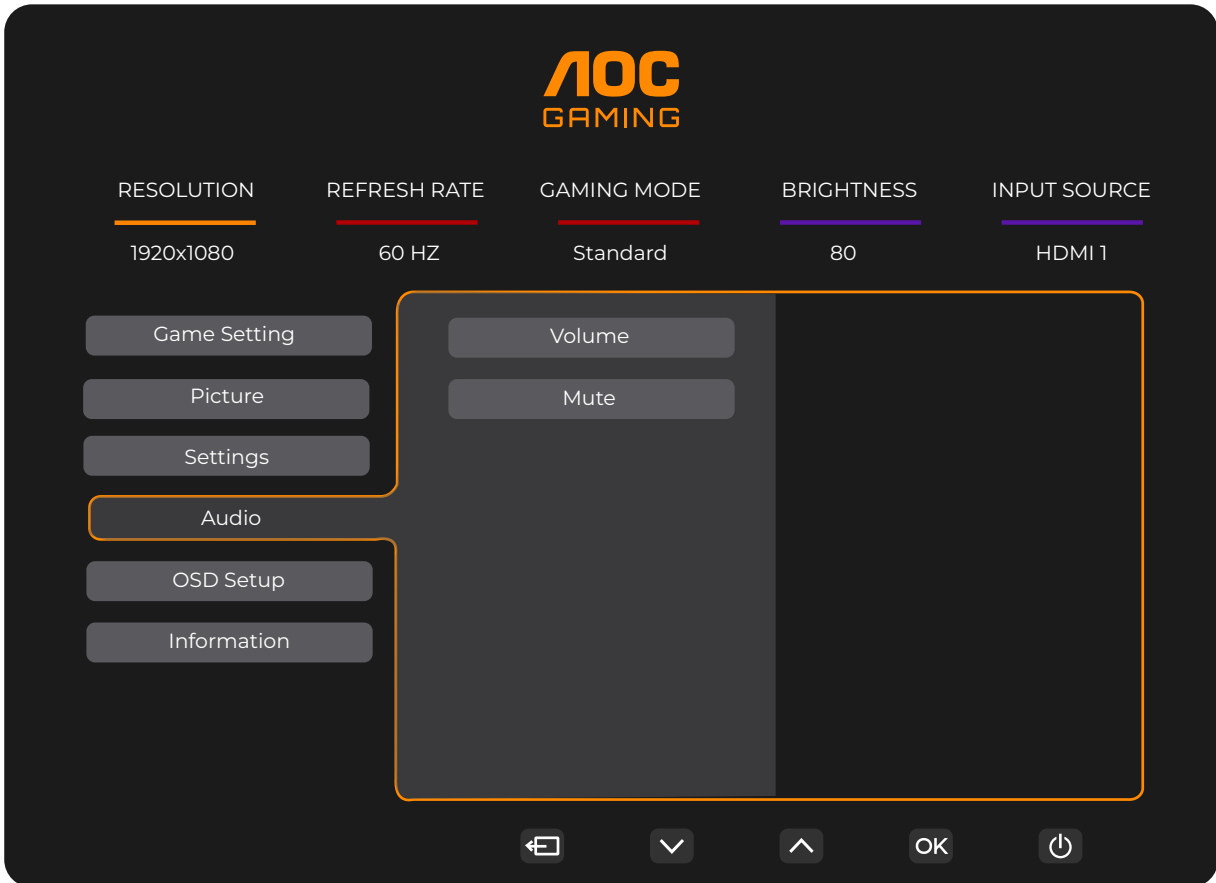 AOC
GAMING
RESOLUTION REFRESH RATE GAMING MODE BRIGHTNESS INPUT SOURCE
1920x1080 60 HZ Standard 80 HDMI 1
Game Setting Volume
Picture Mute
Settings
Audio
OSD Setup
Information
OK